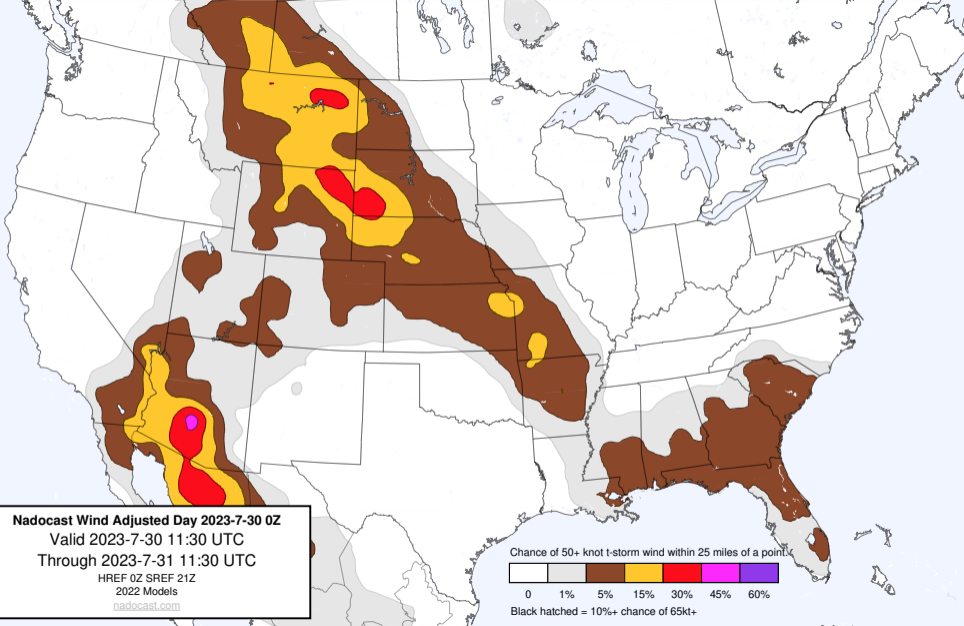 Nadocast Wind Adjusted Day 2023-7-30 0Z
Valid 2023-7-30 11:30 UTC
Through 2023-7-31 11:30 UTC
HREF 0Z SREF 21Z
2022 Models
nadocast.com
Chance of 50+ knot t-storm wind within 25 miles of a point.
0 1% 5% 15% 30% 45% 60%
Black hatched = 10%+ chance of 65kt+